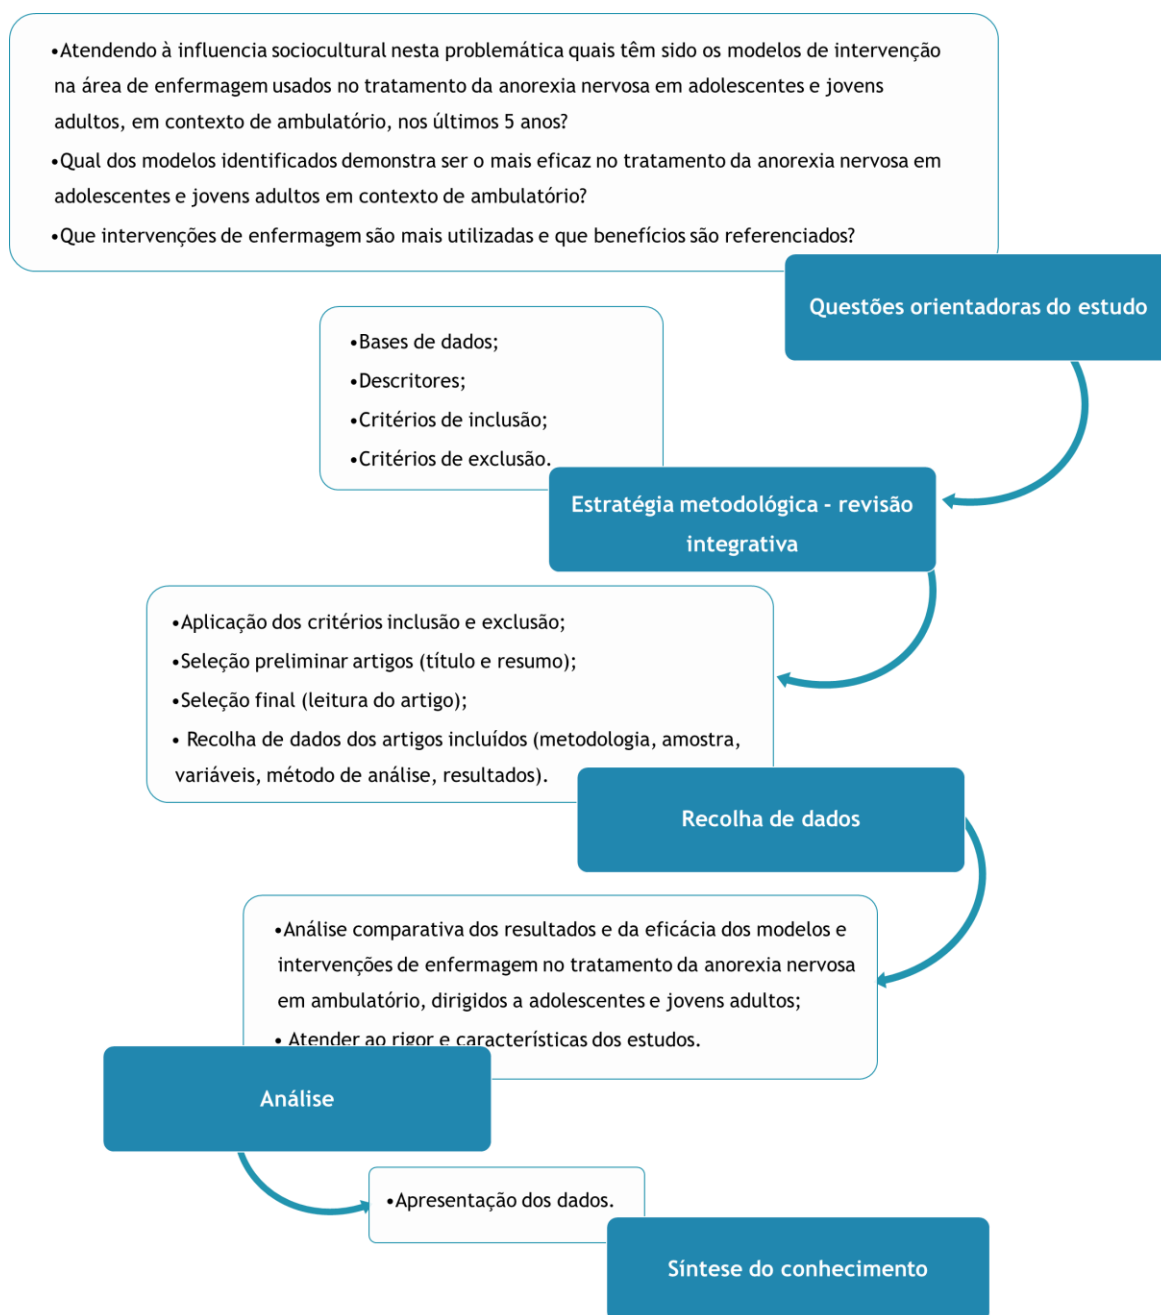 •Atendendo à influencia sociocultural nesta problemática quais têm sido os modelos de intervenção
na área de enfermagem usados no tratamento da anorexia nervosa em adolescentes e jovens
adultos, em contexto de ambulatório, nos últimos 5 anos?
•Qual dos modelos identificados demonstra ser o mais eficaz no tratamento da anorexia nervosa em
adolescentes e jovens adultos em contexto de ambulatório?
•Que intervenções de enfermagem são mais utilizadas e que benefícios são referenciados?
Questões orientadoras do estudo
•Bases de dados;
•Descritores;
•Critérios de inclusão;
•Critérios de exclusão.
Estratégia metodológica - revisão
integrativa
•Aplicação dos critérios inclusão e exclusão;
•Seleção preliminar artigos (título e resumo);
•Seleção final (leitura do artigo);
• Recolha de dados dos artigos incluídos (metodologia, amostra,
variáveis, método de análise, resultados).
Recolha de dados
•Análise comparativa dos resultados e da eficácia dos modelos e
intervenções de enfermagem no tratamento da anorexia nervosa
em ambulatório, dirigidos a adolescentes e jovens adultos;
• Atender ao rigor e características dos estudos.
Análise
•Apresentação dos dados.
Síntese do conhecimento